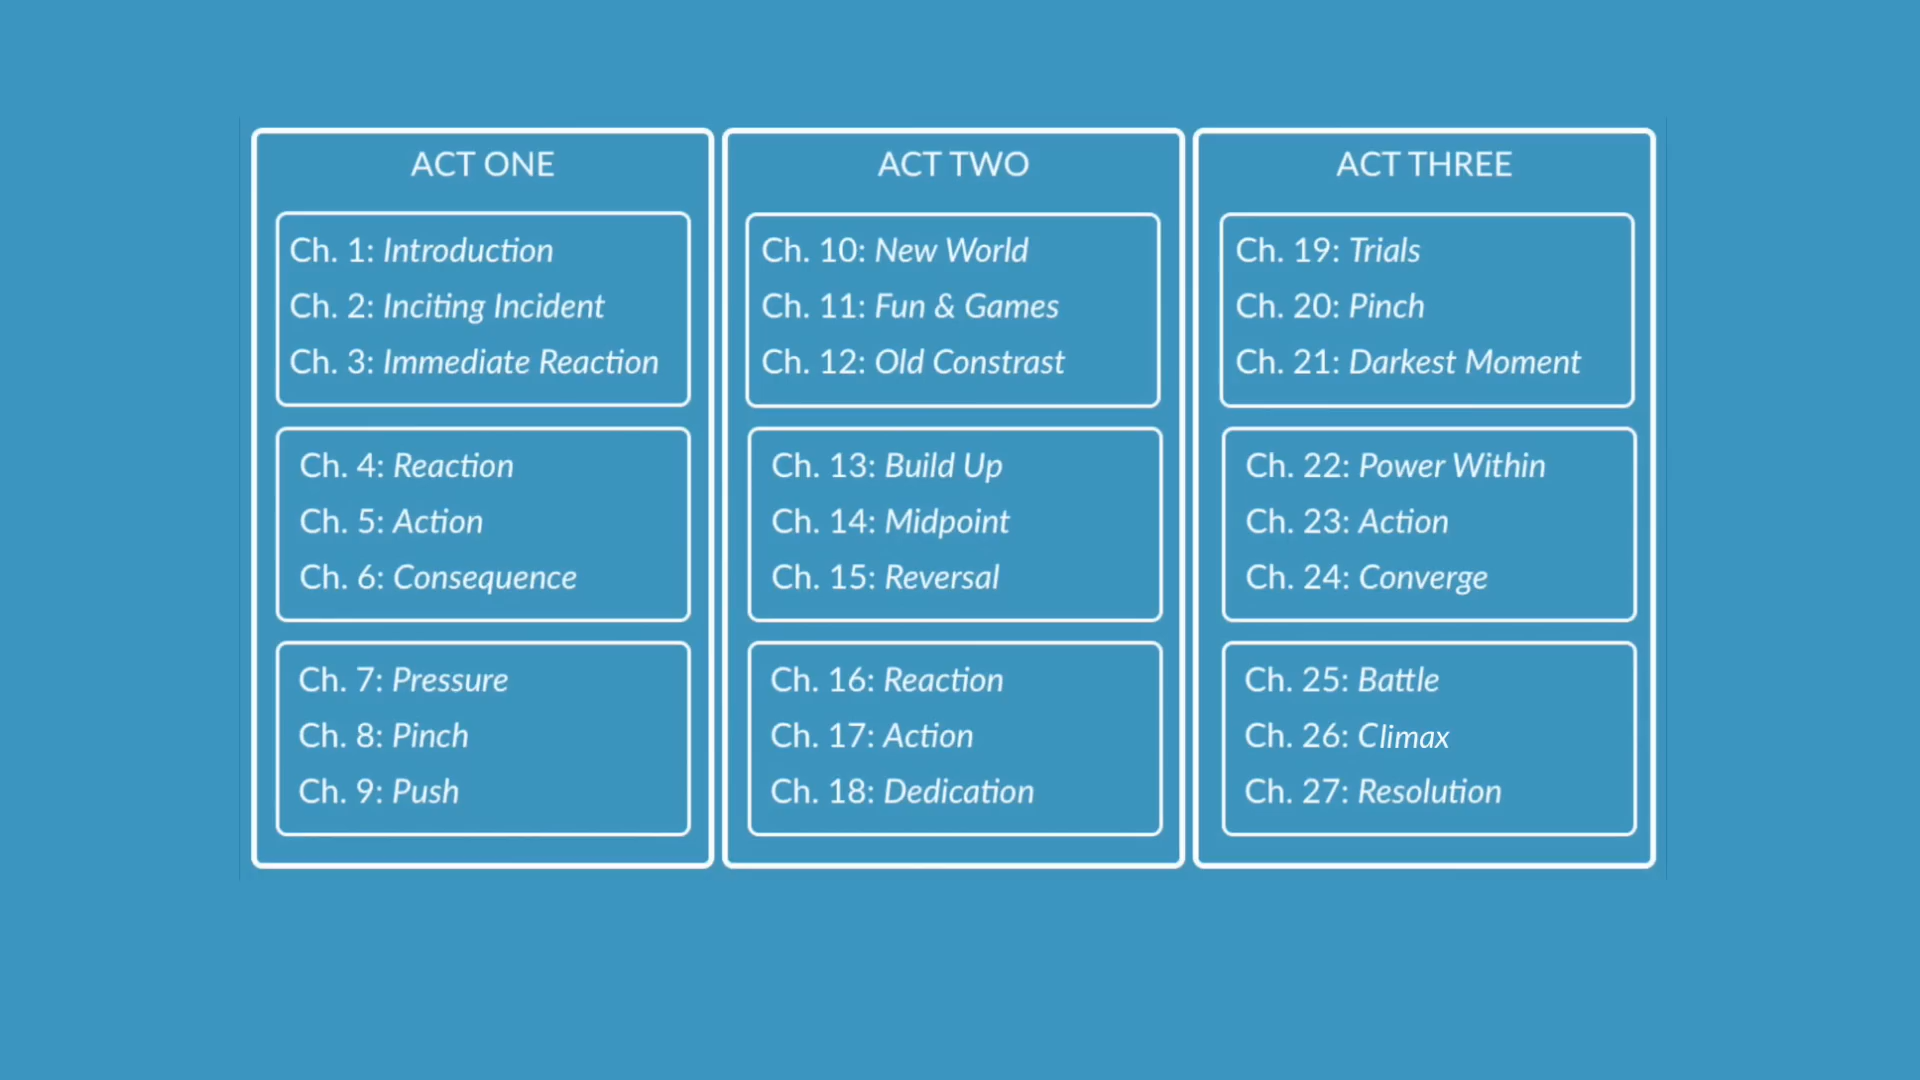 ACT ONE
Ch. 1: Introduction
Ch. 2: Inciting Incident
Ch. 3: Immediate Reaction
Ch. 4: Reaction
Ch. 5: Action
Ch. 6: Consequence
Ch. 7: Pressure
Ch. 8: Pinch
Ch. 9: Push
ACT TWO
Ch. 10: New World
Ch. 11: Fun & Games
Ch. 12: Old Constrast
Ch. 13: Build Up
Ch. 14: Midpoint
Ch. 15: Reversal
Ch. 16: Reaction
Ch. 17: Action
Ch. 18: Dedication
ACT THREE
Ch. 19: Trials
Ch. 20: Pinch
Ch. 21: Darkest Moment
Ch. 22: Power Within
Ch. 23: Action
Ch. 24: Converge
Ch. 25: Battle
Ch. 26: Climax
Ch. 27: Resolution